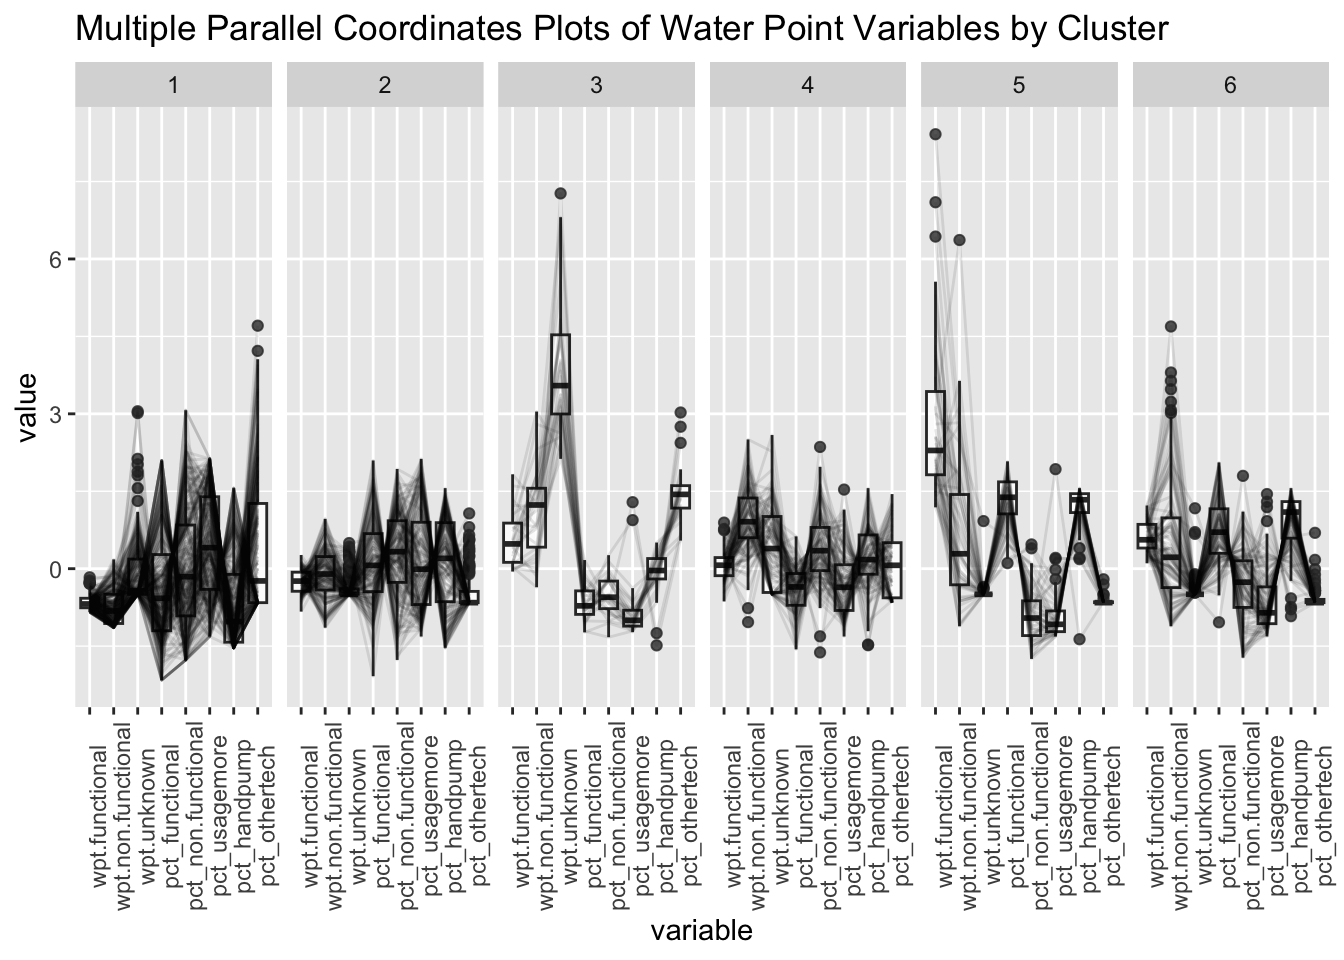 Multiple Parallel Coordinates Plots of Water Point Variables by Cluster
1 2 3 4 5 6
value
6
3
0
wpt.functional
wpt.non.functional
wpt.unknown
pct_functional
pct_non.functional
pct_usagemore
pct_handpump
pct_othertech
wpt.functional
wpt.non.functional
wpt.unknown
pct_functional
pct_non.functional
pct_usagemore
pct_handpump
pct_othertech
wpt.functional
wpt.non.functional
wpt.unknown
pct_functional
pct_non.functional
pct_usagemore
pct_handpump
pct_othertech
wpt.functional
wpt.non.functional
wpt.unknown
pct_functional
pct_non.functional
pct_usagemore
pct_handpump
pct_othertech
wpt.functional
wpt.non.functional
wpt.unknown
pct_functional
pct_non.functional
pct_usagemore
pct_handpump
pct_othertech
wpt.functional
wpt.non.functional
wpt.unknown
pct_functional
pct_non.functional
pct_usagemore
pct_handpump
pct_othertech
variable